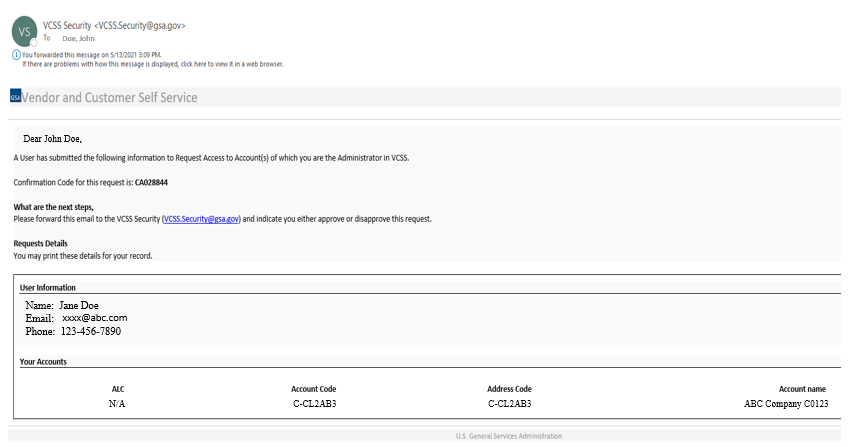 VS
VCSS Security <VCSS.Security@gsa.gov>
To Doe, John
You forwarded this message on 5/13/2021 3:09 PM.
If there are problems with how this message is displayed, click here to view it in a web browser.
GSA Vendor and Customer Self Service
Dear John Doe,
A User has submitted the following information to Request Access to Account(s) of which you are the Administrator in VCSS.
Confirmation Code for this request is: CA028844
What are the next steps,
Please forward this email to the VCSS Security (VCSS.Security@gsa.gov) and indicate you either approve or disapprove this request.
Requests Details
You may print these details for your record.
User Information
Name: Jane Doe
Email: xxxx@abc.com
Phone: 123-456-7890
Your Accounts
ALC Account Code Address Code Account name
N/A C-CL2AB3 C-CL2AB3 ABC Company C0123
U.S. General Services Administration